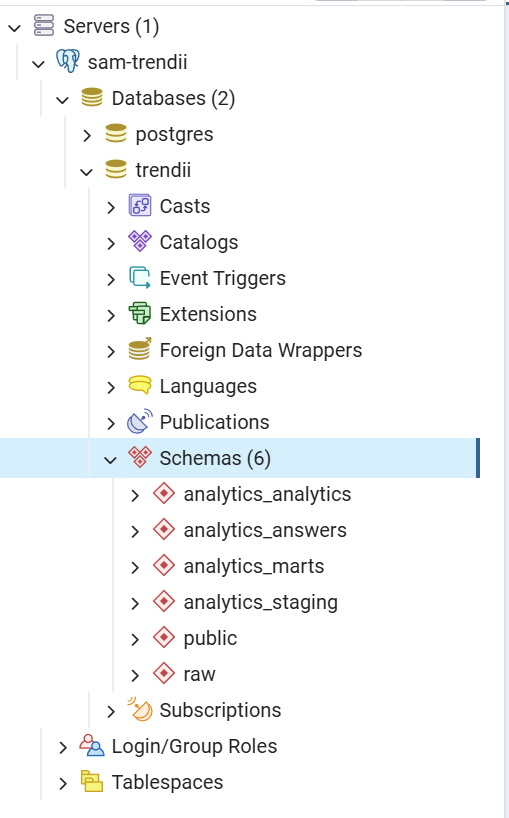 Servers (1)
sam-trendii
Databases (2)
postgres
trendii
Casts
Catalogs
Event Triggers
Extensions
Foreign Data Wrappers
Languages
Publications
Schemas (6)
analytics_analytics
analytics_answers
analytics_marts
analytics_staging
public
raw
Subscriptions
Login/Group Roles
Tablespaces